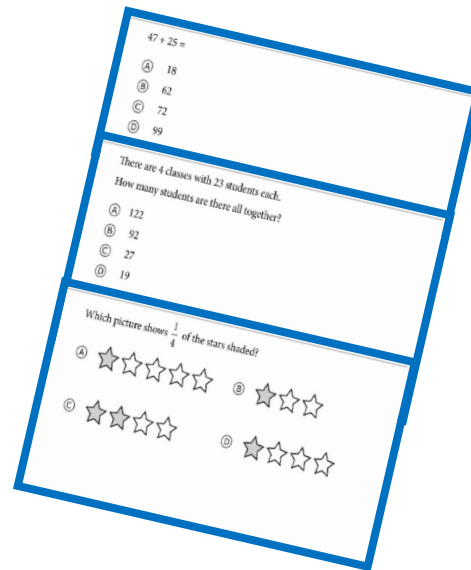 47 + 25 =
Ⓐ 18
Ⓑ 62
Ⓒ 72
Ⓓ 99
There are 4 classes with 23 students each.
How many students are there all together?
Ⓐ 122
Ⓑ 92
Ⓒ 27
Ⓓ 19
Which picture shows 1/4 of the stars shaded?
Ⓐ Ⓑ
Ⓒ Ⓓ